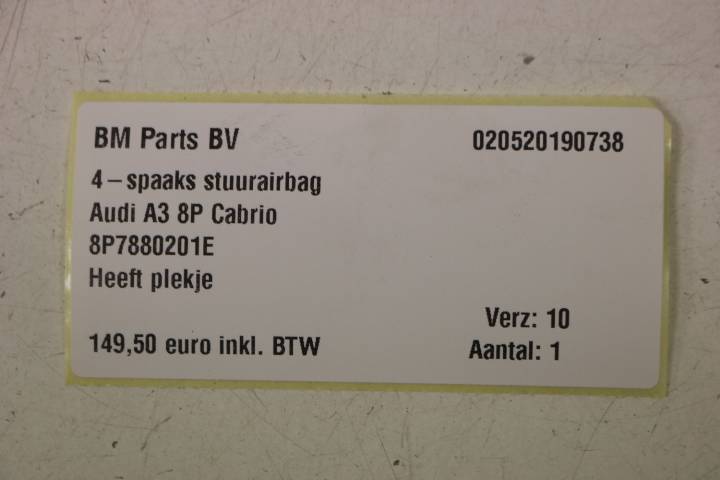 BM Parts BV 020520190738
4-spaaks stuurairbag
Audi A3 8P Cabrio
8P7880201E
Heeft plekje
Verz: 10
149,50 euro inkl. BTW Aantal: 1